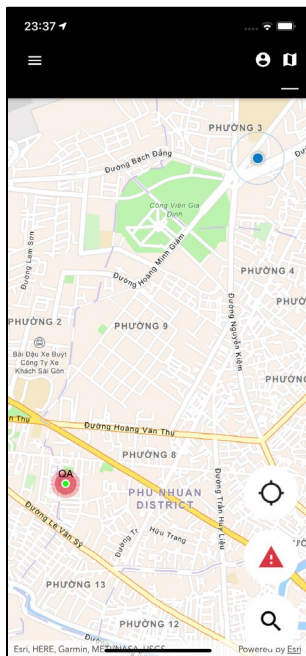 23:37
PHƯỜNG 3
Đường Bạch Đằng
Công Viên Gia
Định
Đường Hoàng Minh Giám
Đường Lam Sơn
PHƯỜNG 4
Đường Nguyễn Kiệm
PHƯỜNG 2
PHƯỜNG 9
Bãi Đậu Xe Buýt
Công Ty Xe
Khách Sài Gòn
Đường Hoàng Văn Thụ
PHƯỜNG 8
QA
PHU NHUAN
DISTRICT
Đường Trần Huy Liệu
Đường Lê Văn Sỹ
Hữu Trang
PHƯỜNG 13
PHƯỜNG 12
Esri, HERE, Garmin, METI/NASA, USGS
Powered by Esri